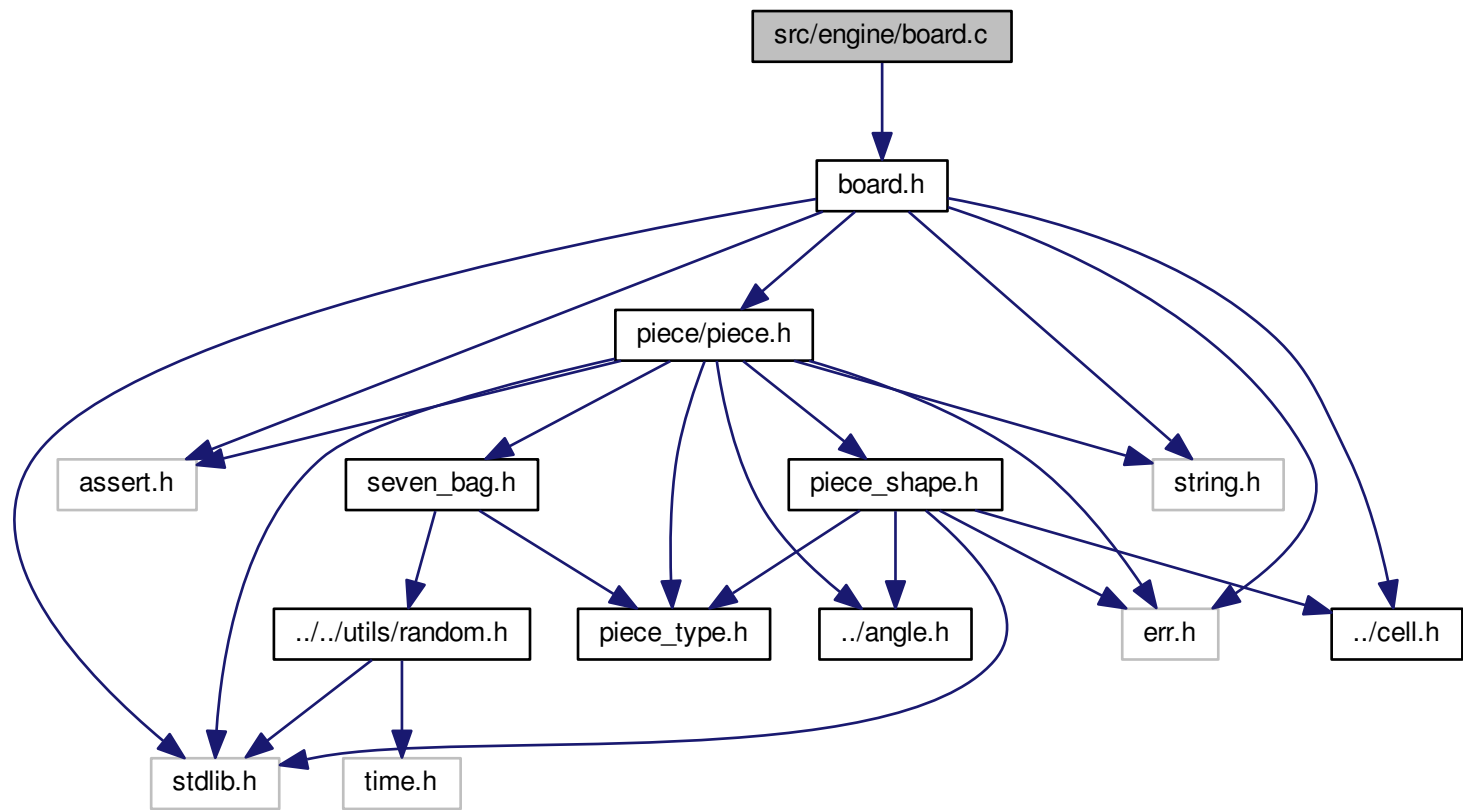 src/engine/board.c
board.h
piece/piece.h
assert.h
seven_bag.h
piece_shape.h
string.h
../../utils/random.h
piece_type.h
../angle.h
err.h
../cell.h
stdlib.h
time.h